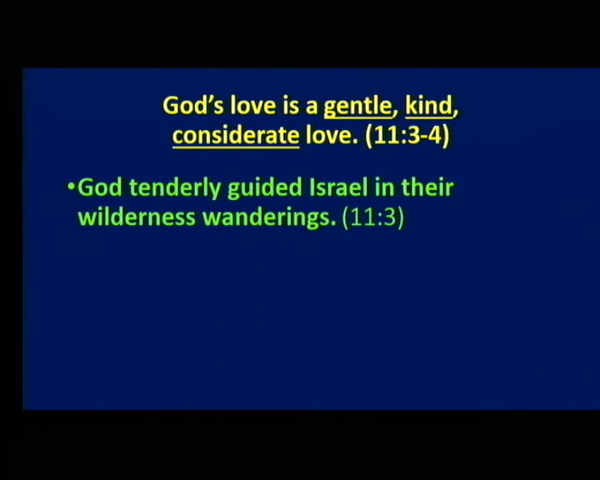 God's love is a gentle, kind,
considerate love. (11:3-4)
•God tenderly guided Israel in their
wilderness wanderings. (11:3)